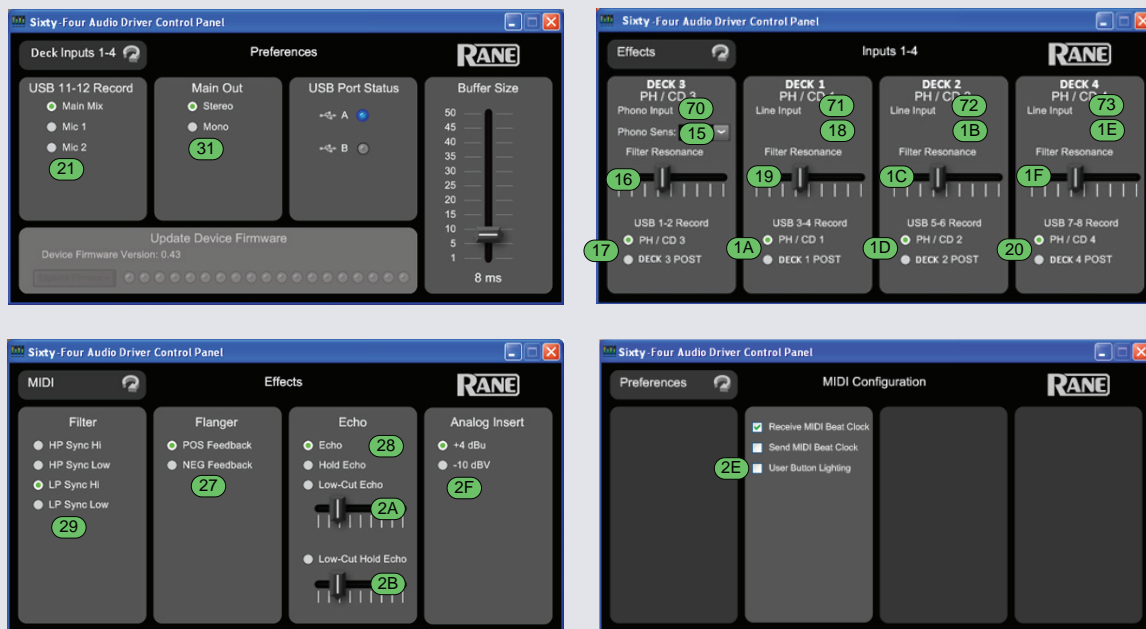 Sixty-Four Audio Driver Control Panel
Deck Inputs 1-4
Preferences
RANE
USB 11-12 Record
Main Mix
Mic 1
Mic 2
21
Main Out
Stereo
Mono
31
USB Port Status
A
B
Buffer Size
50
45
40
35
30
25
20
15
10
5
1
8 ms
Update Device Firmware
Device Firmware Version: 0.43
Sixty-Four Audio Driver Control Panel
Effects
Inputs 1-4
RANE
DECK 3
PH / CD 3
Phono Input 70
Phono Sens: 15
Filter Resonance
16
USB 1-2 Record
17 PH / CD 3
DECK 3 POST
DECK 1
PH / CD 1
Line Input 71
18
Filter Resonance
19
USB 3-4 Record
1A PH / CD 1
DECK 1 POST
DECK 2
PH / CD 2
Line Input 72
1B
Filter Resonance
1C
USB 5-6 Record
1D PH / CD 2
DECK 2 POST
DECK 4
PH / CD 4
Line Input 73
1E
Filter Resonance
1F
USB 7-8 Record
20 PH / CD 4
DECK 4 POST
Sixty-Four Audio Driver Control Panel
MIDI
Effects
RANE
Filter
HP Sync Hi
HP Sync Low
LP Sync Hi
LP Sync Low
29
Flanger
POS Feedback
NEG Feedback
27
Echo
Echo 28
Hold Echo
Low-Cut Echo
2A
Low-Cut Hold Echo
2B
Analog Insert
+4 dBu
-10 dBV
2F
Sixty-Four Audio Driver Control Panel
Preferences
MIDI Configuration
RANE
Receive MIDI Beat Clock
Send MIDI Beat Clock
2E User Button Lighting